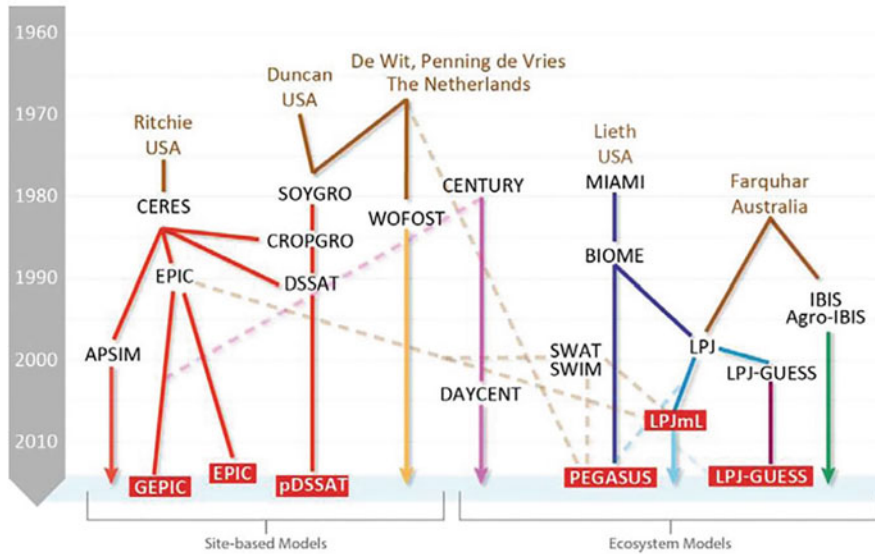 1960
1970
1980
1990
2000
2010
De Wit, Penning de Vries
The Netherlands
Duncan
USA
Ritchie
USA
Lieth
USA
Farquhar
Australia
CERES
SOYGRO
WOFOST
CENTURY
MIAMI
CROPGRO
BIOME
EPIC
DSSAT
IBIS
Agro-IBIS
APSIM
SWAT
SWIM
LPJ
LPJ-GUESS
DAYCENT
LPJmL
GEPIC
EPIC
pDSSAT
PEGASUS
LPJ-GUESS
Site-based Models
Ecosystem Models